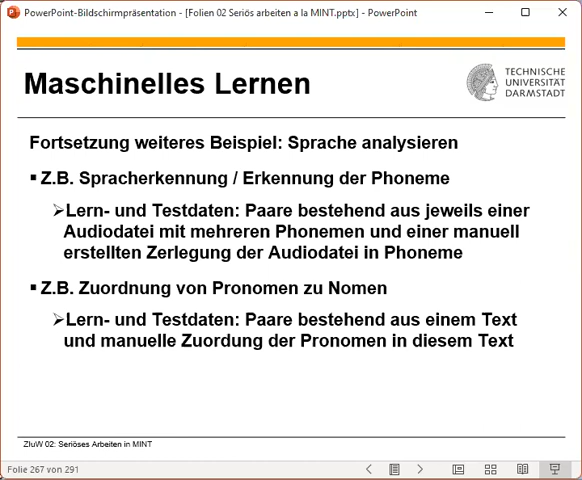 PowerPoint-Bildschirmpräsentation - [Folien 02 Seriös arbeiten a la MINT.pptx] - PowerPoint
Maschinelles Lernen
TECHNISCHE
UNIVERSITÄT
DARMSTADT
Fortsetzung weiteres Beispiel: Sprache analysieren
▪ Z.B. Spracherkennung / Erkennung der Phoneme
➢Lern- und Testdaten: Paare bestehend aus jeweils einer
Audiodatei mit mehreren Phonemen und einer manuell
erstellten Zerlegung der Audiodatei in Phoneme
▪ Z.B. Zuordnung von Pronomen zu Nomen
➢Lern- und Testdaten: Paare bestehend aus einem Text
und manuelle Zuordung der Pronomen in diesem Text
ZIuW 02: Seriöses Arbeiten in MINT
Folie 267 von 291